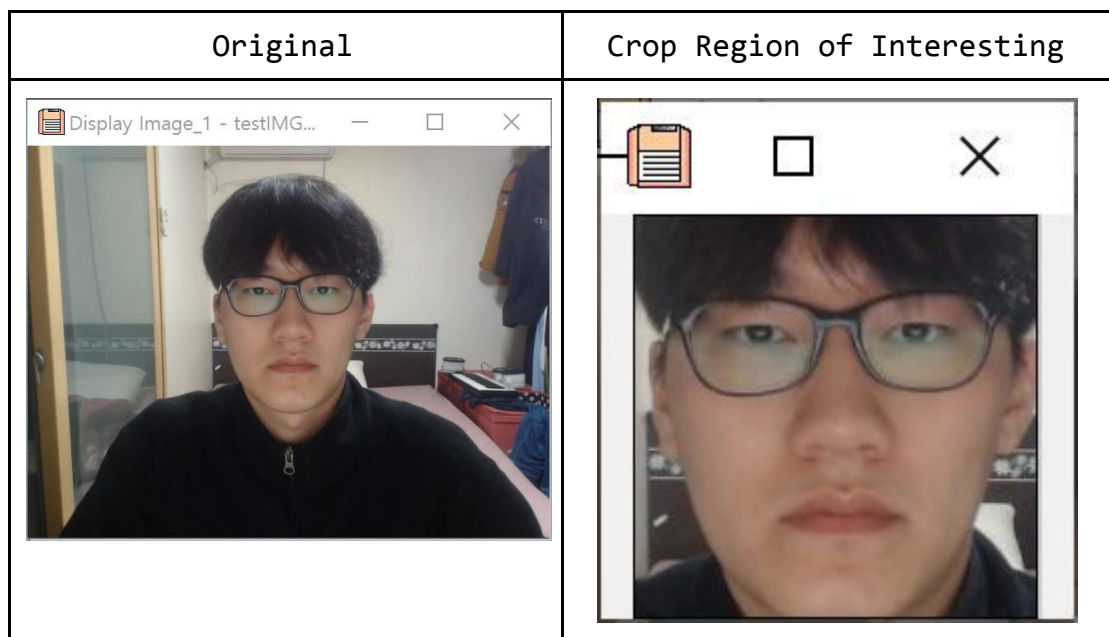 Original
Crop Region of Interesting
Display Image_1 - testIMG...